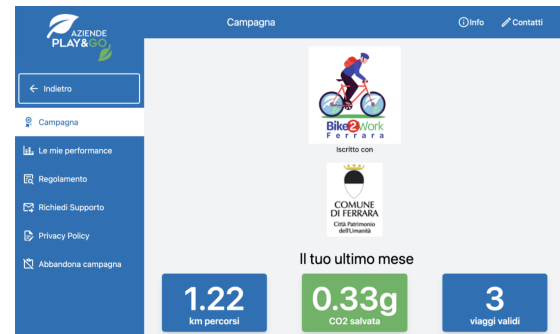 AZIENDE
PLAY&GO
Campagna
Info
Contatti
Indietro
Campagna
Le mie performance
Regolamento
Richiedi Supporto
Privacy Policy
Abbandona campagna
Bike2Work
Ferrara
Iscritto con
COMUNE
DI FERRARA
Città Patrimonio
dell'Umanità
Il tuo ultimo mese
1.22
km percorsi
0.33g
CO2 salvata
3
viaggi validi